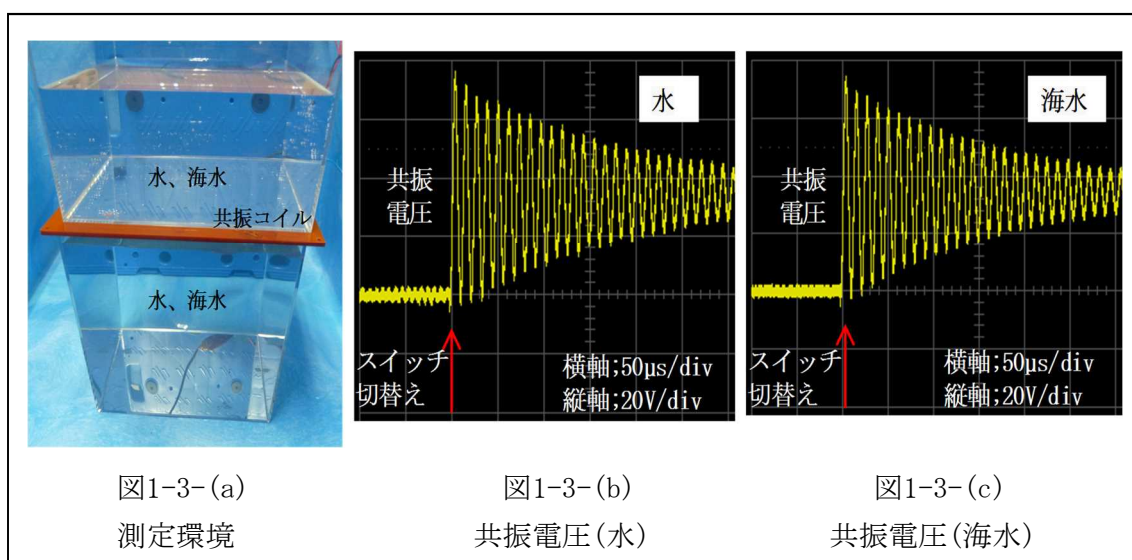 水、海水
共振コイル
水、海水
水
共振
電圧
スイッチ
切替え
横軸;50μs/div
縦軸;20V/div
海水
共振
電圧
スイッチ
切替え
横軸;50μs/div
縦軸;20V/div
図1-3-(a)
測定環境
図1-3-(b)
共振電圧(水)
図1-3-(c)
共振電圧(海水)